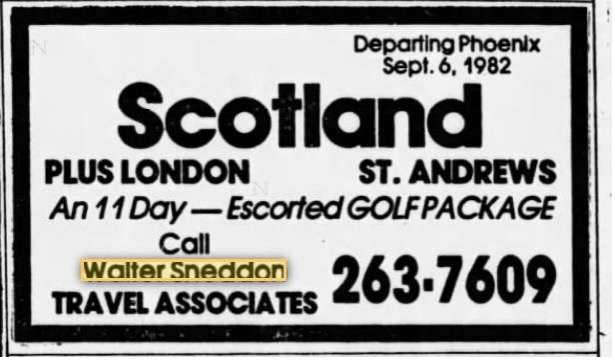 Departing Phoenix
Sept. 6, 1982
Scotland
PLUS LONDON ST. ANDREWS
An 11 Day — Escorted GOLF PACKAGE
Call
Walter Sneddon
TRAVEL ASSOCIATES 263-7609